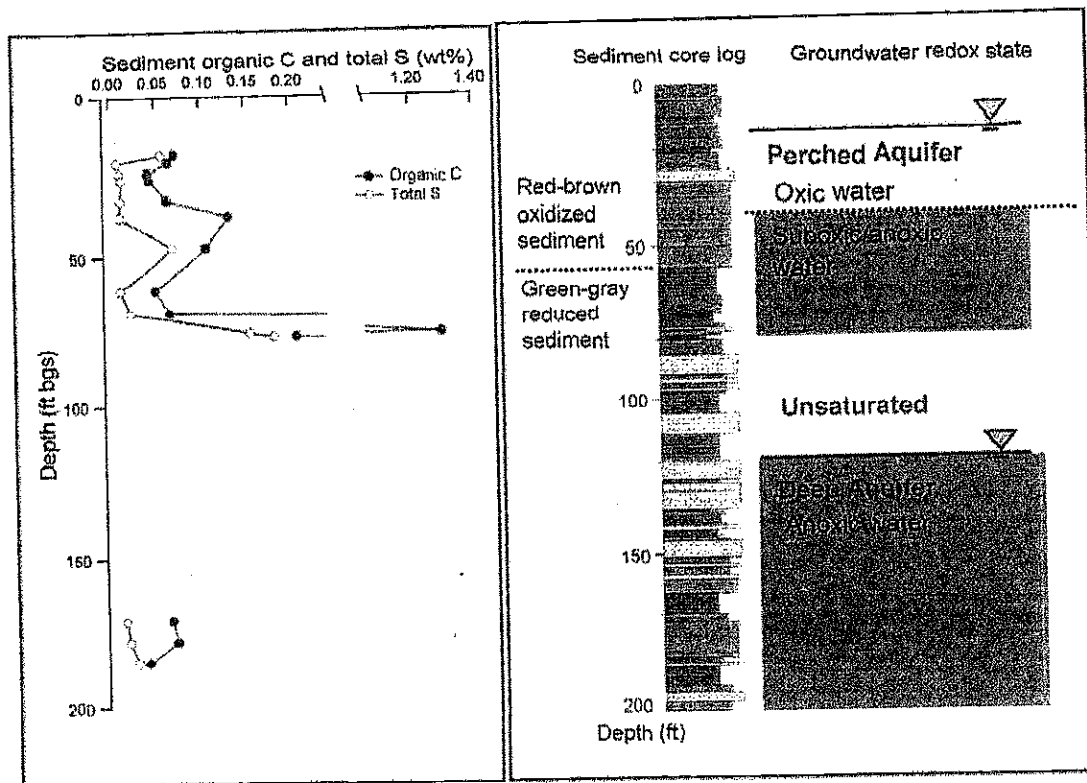 Sediment organic C and total S (wt%)
0.00 0.05 0.10 0.15 0.20 1.20 1.40
0
50
100
150
200
Depth (ft bgs)
Organic C
Total S
Sediment core log
Groundwater redox state
0
50
100
150
200
Depth (ft)
Red-brown
oxidized
sediment
Green-gray
reduced
sediment
Perched Aquifer
Oxic water
Suboxic/anoxic
water
Unsaturated
Deep Aquifer
Anoxic water